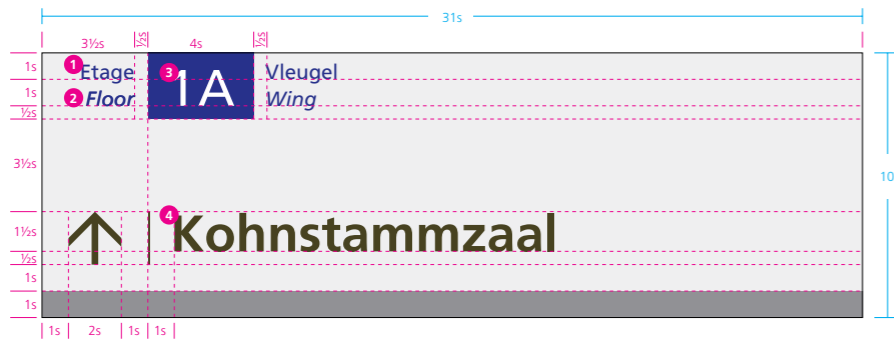 31s
3½s ½s 4s ½s
1s 1 Etage 3 1A Vleugel
1s 2 Floor Wing
½s
3½s
10
1½s 4 Kohnstammzaal
½s
1s
1s
1s 2s 1s 1s